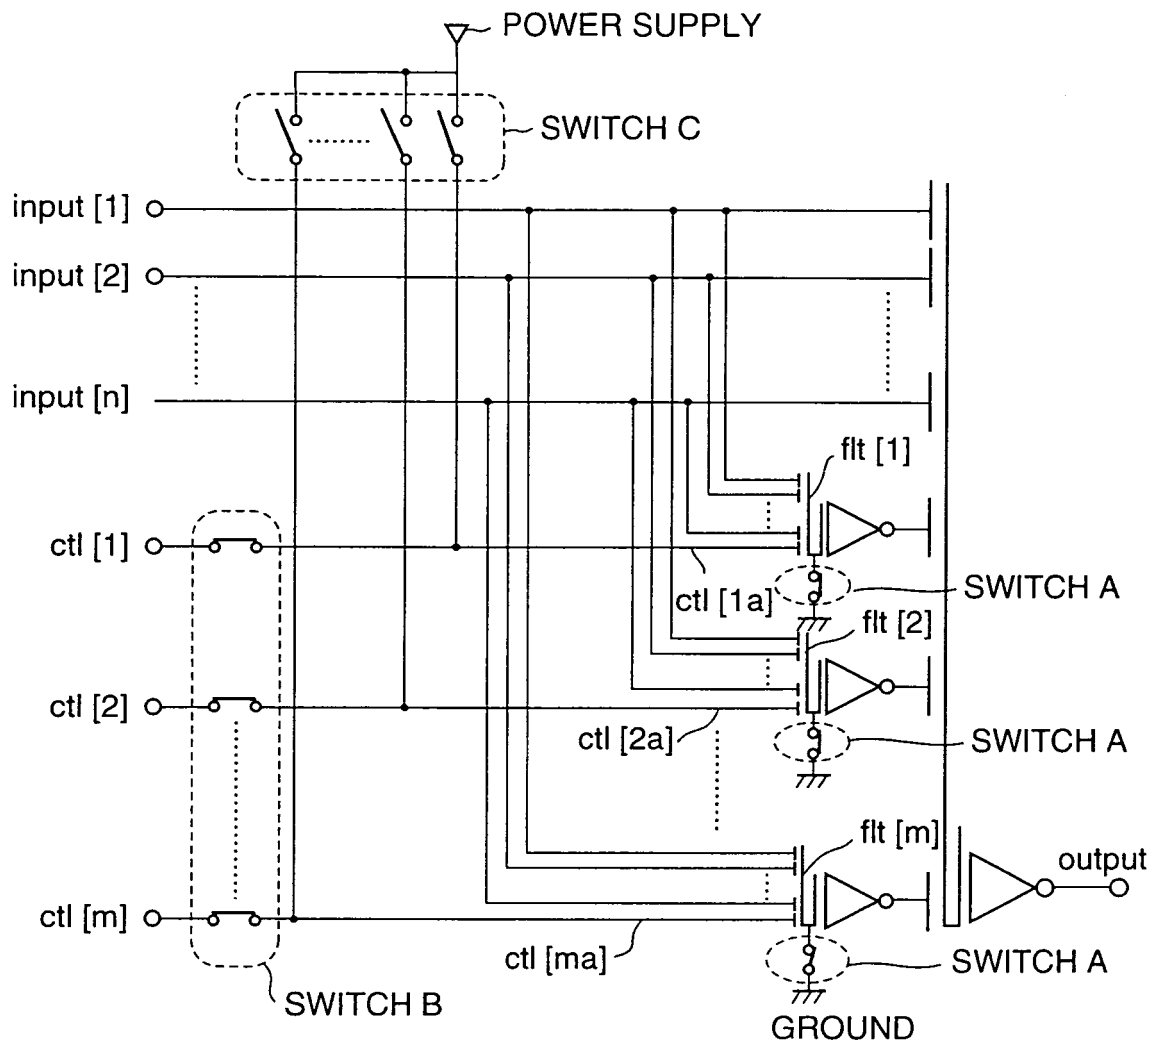 POWER SUPPLY
SWITCH C
input [1]
input [2]
input [n]
flt [1]
ctl [1]
ctl [1a]
SWITCH A
flt [2]
ctl [2]
ctl [2a]
SWITCH A
flt [m]
output
ctl [m]
ctl [ma]
SWITCH A
SWITCH B
GROUND